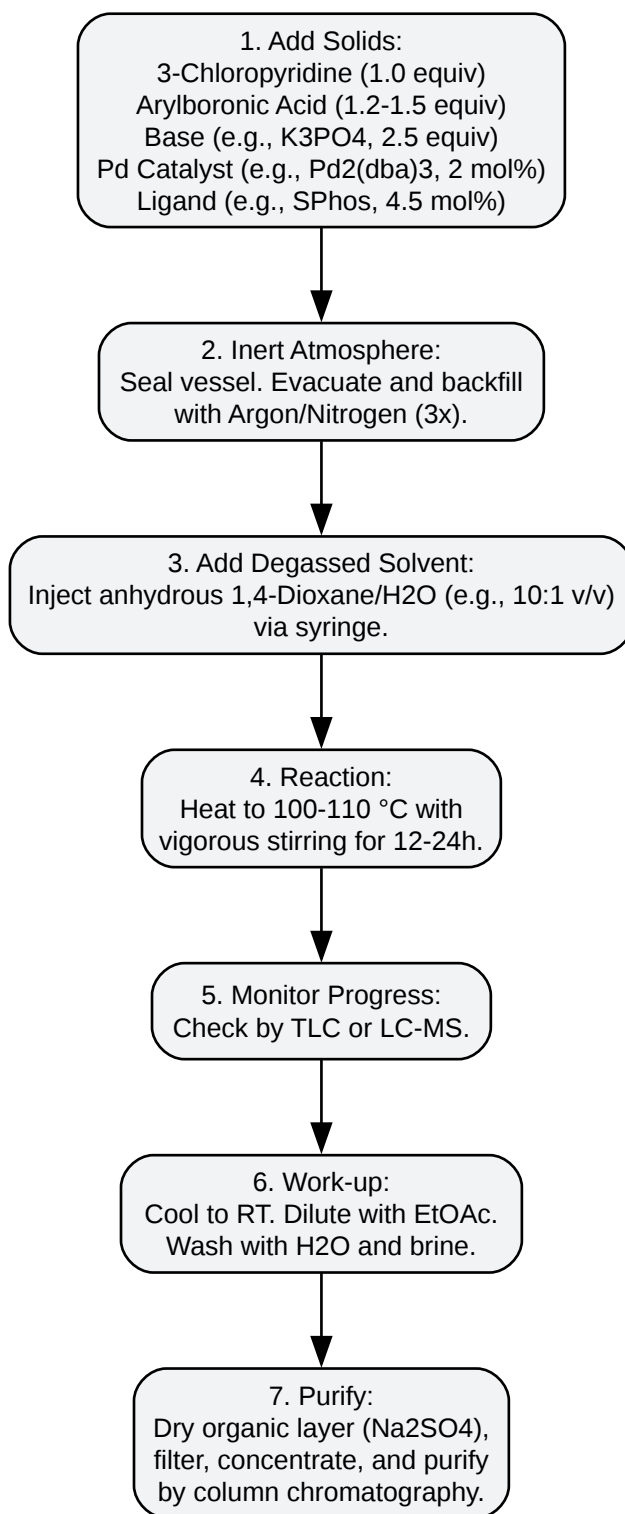 1. Add Solids:
3-Chloropyridine (1.0 equiv)
Arylboronic Acid (1.2-1.5 equiv)
Base (e.g., K3PO4, 2.5 equiv)
Pd Catalyst (e.g., Pd2(dba)3, 2 mol%)
Ligand (e.g., SPhos, 4.5 mol%)
2. Inert Atmosphere:
Seal vessel. Evacuate and backfill
with Argon/Nitrogen (3x).
3. Add Degassed Solvent:
Inject anhydrous 1,4-Dioxane/H2O (e.g., 10:1 v/v)
via syringe.
4. Reaction:
Heat to 100-110 °C with
vigorous stirring for 12-24h.
5. Monitor Progress:
Check by TLC or LC-MS.
6. Work-up:
Cool to RT. Dilute with EtOAc.
Wash with H2O and brine.
7. Purify:
Dry organic layer (Na2SO4),
filter, concentrate, and purify
by column chromatography.